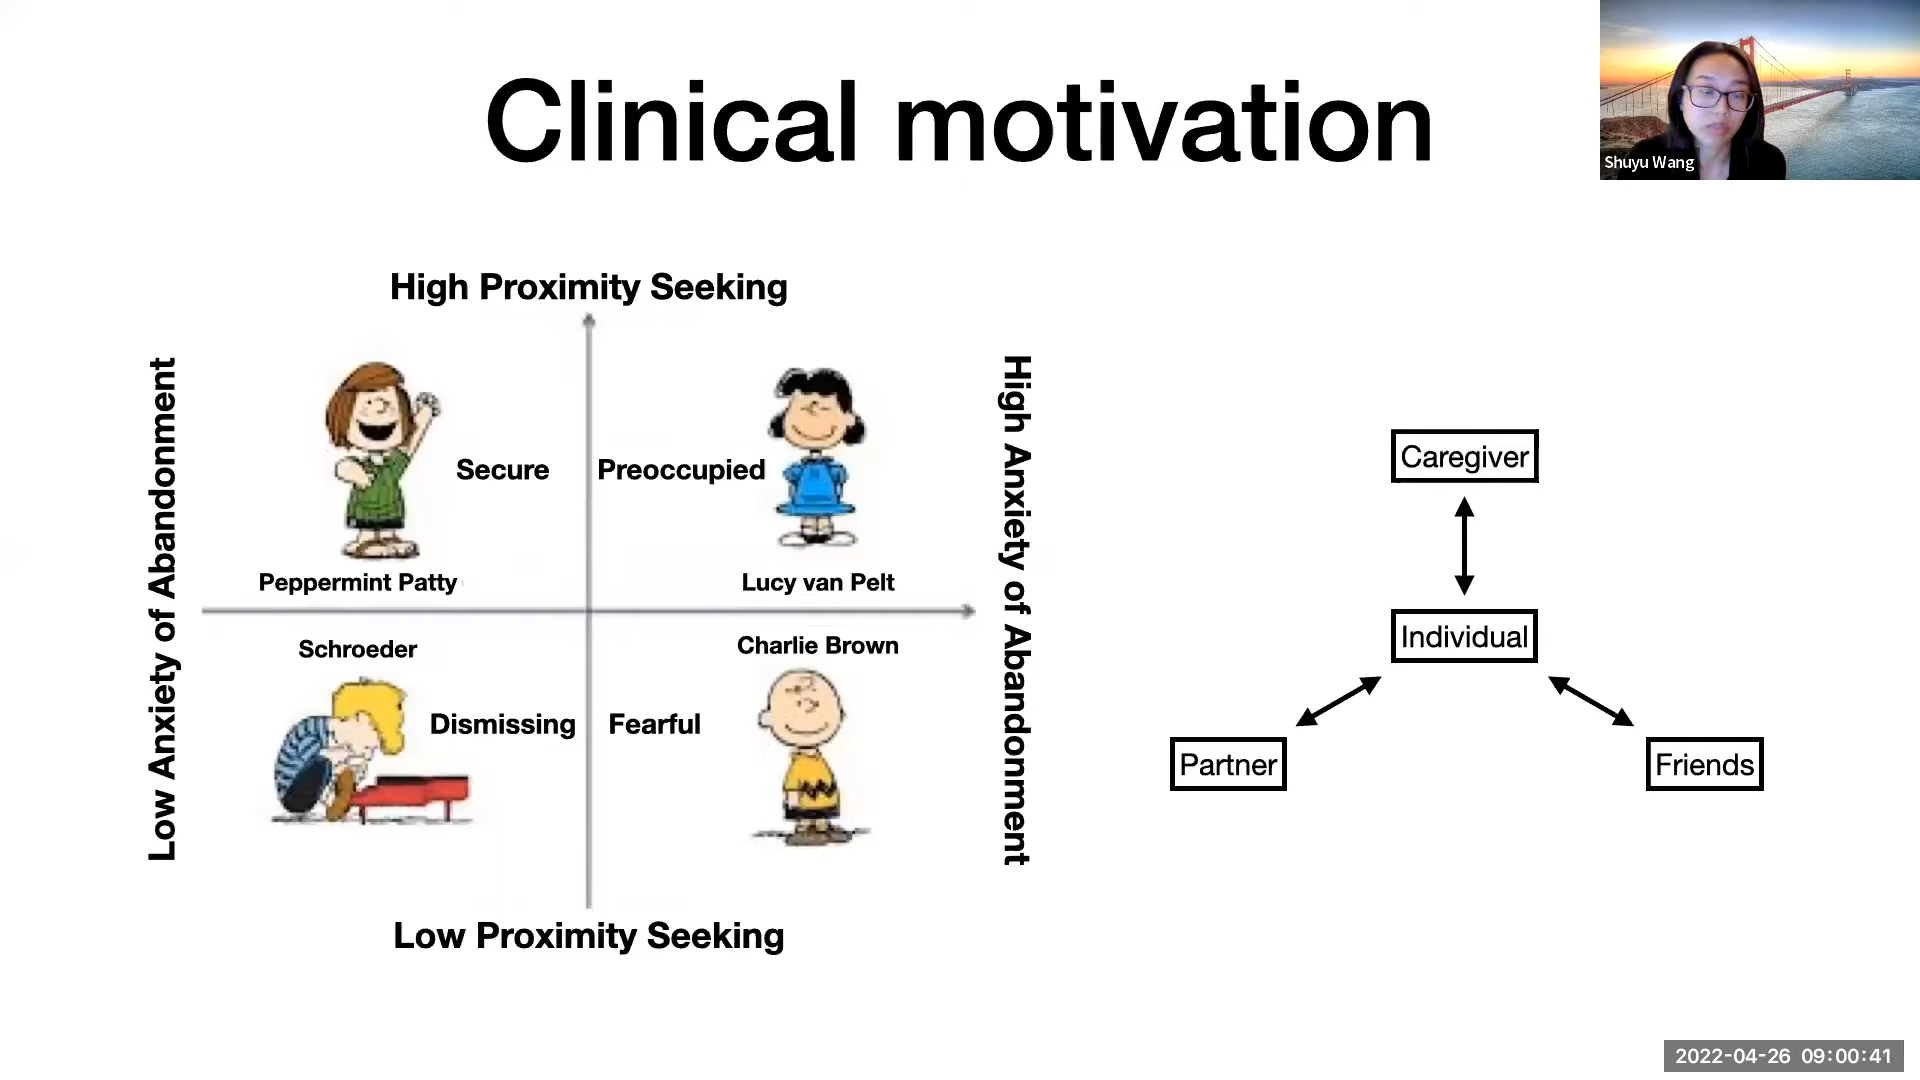 Clinical motivation
Shuyu Wang
High Proximity Seeking
Low Anxiety of Abandonment
High Anxiety of Abandonment
Secure
Preoccupied
Peppermint Patty
Lucy van Pelt
Schroeder
Charlie Brown
Dismissing
Fearful
Low Proximity Seeking
Caregiver
Individual
Partner
Friends
2022-04-26 09:00:41